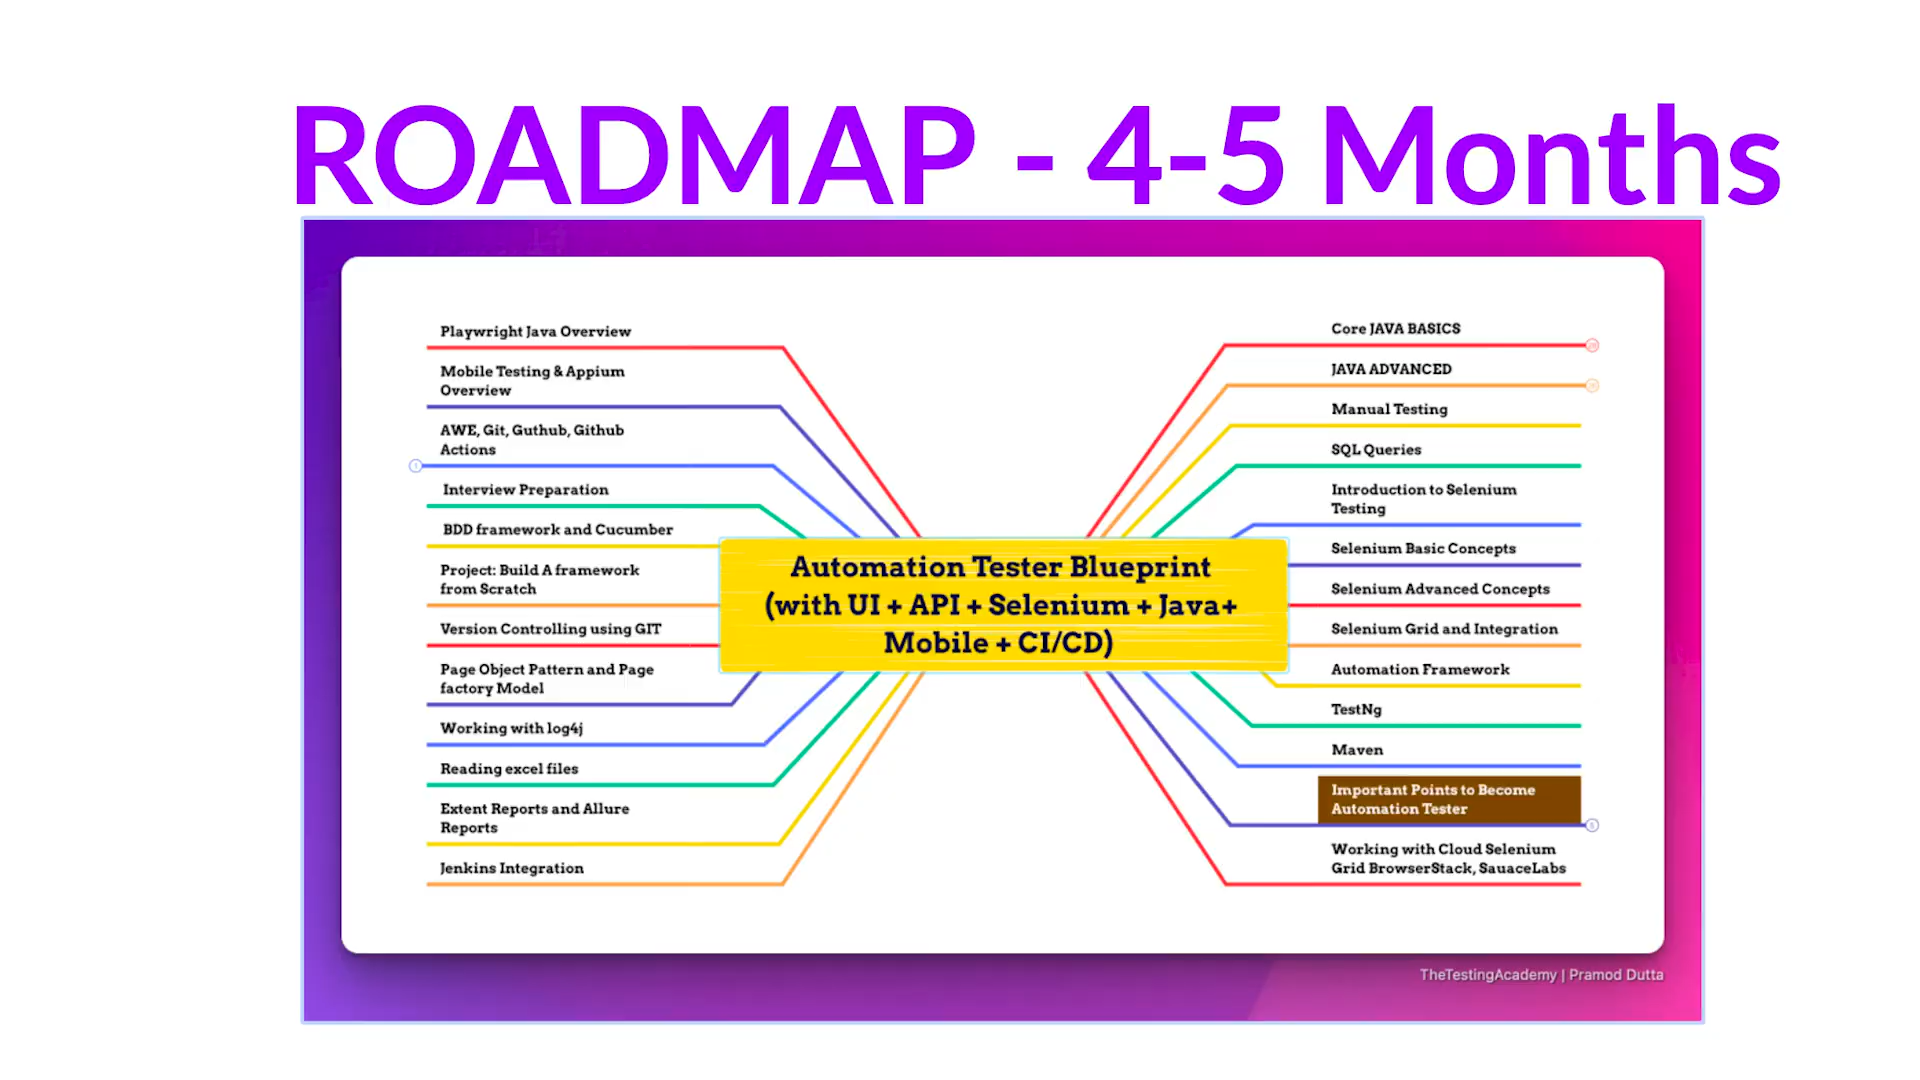 ROADMAP - 4-5 Months
Playwright Java Overview
Mobile Testing & Appium
Overview
AWE, Git, Guthub, Github
Actions
Interview Preparation
BDD framework and Cucumber
Project: Build A framework
from Scratch
Version Controlling using GIT
Page Object Pattern and Page
factory Model
Working with log4j
Reading excel files
Extent Reports and Allure
Reports
Jenkins Integration
Automation Tester Blueprint
(with UI + API + Selenium + Java+
Mobile + CI/CD)
Core JAVA BASICS
JAVA ADVANCED
Manual Testing
SQL Queries
Introduction to Selenium
Testing
Selenium Basic Concepts
Selenium Advanced Concepts
Selenium Grid and Integration
Automation Framework
TestNg
Maven
Important Points to Become
Automation Tester
Working with Cloud Selenium
Grid BrowserStack, SauaceLabs
TheTestingAcademy | Pramod Dutta